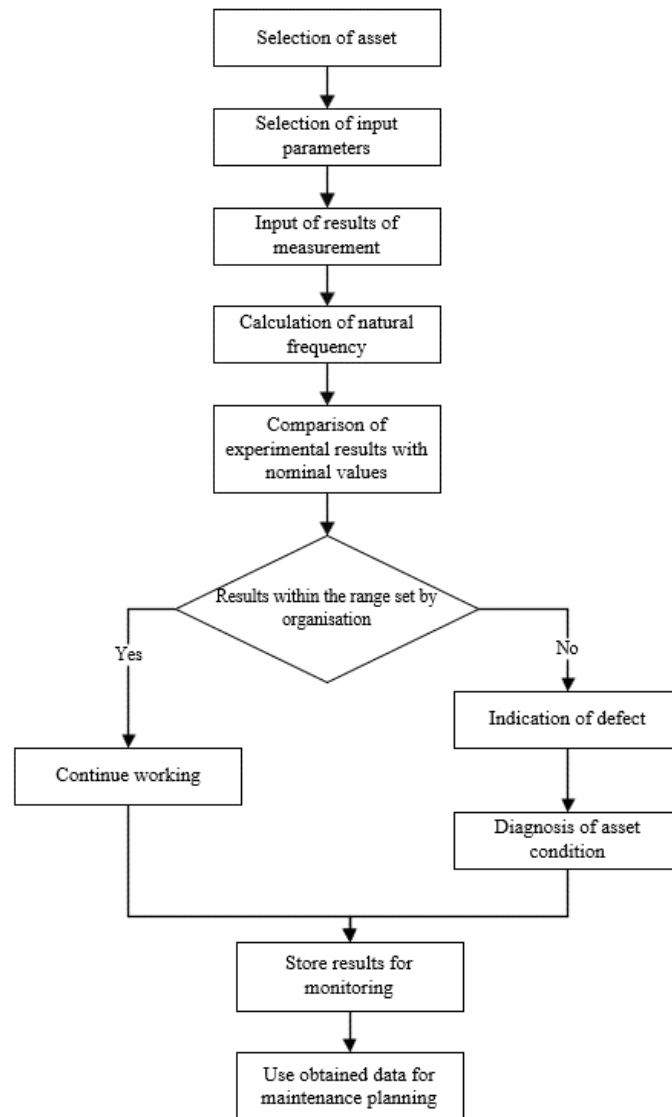 Selection of asset
Selection of input
parameters
Input of results of
measurement
Calculation of natural
frequency
Comparison of
experimental results with
nominal values
Results within the range set by
organisation
Yes
No
Indication of defect
Continue working
Diagnosis of asset
condition
Store results for
monitoring
Use obtained data for
maintenance planning